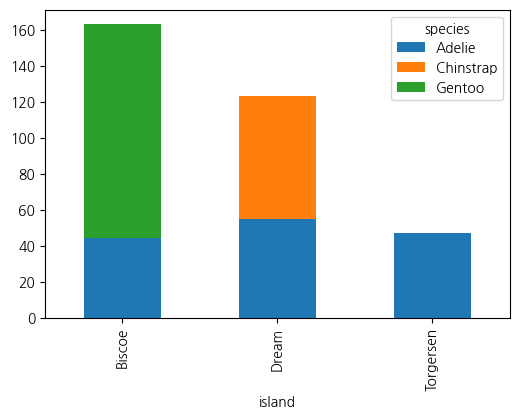 160
140
120
100
80
60
40
20
0
species
Adelie
Chinstrap
Gentoo
Biscoe
Dream
Torgersen
island